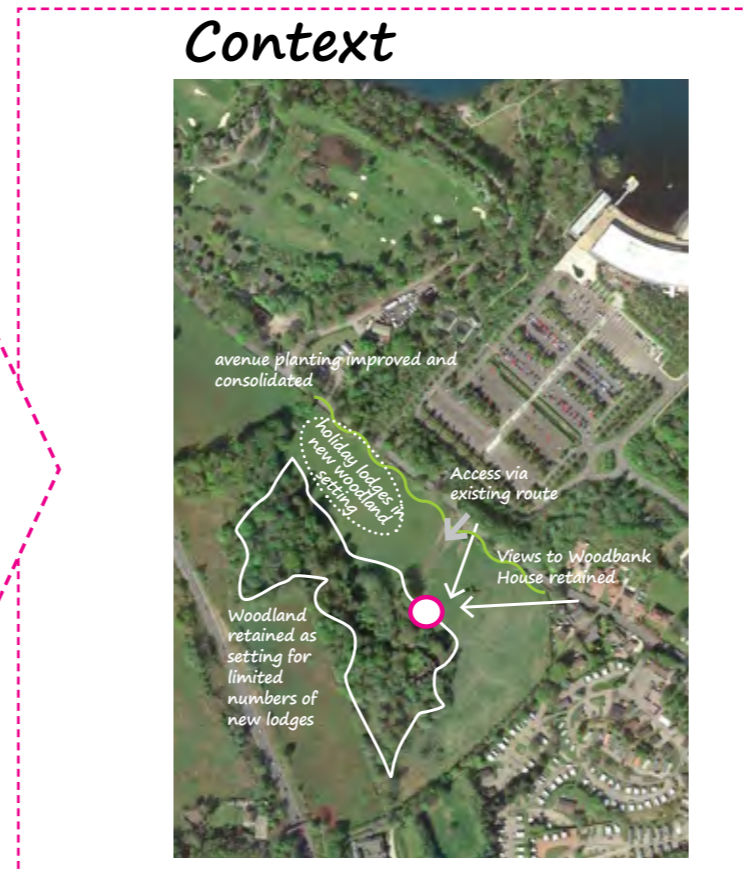 Context
avenue planting improved and
consolidated
holiday lodges in
new woodland
setting
Access via
existing route
Views to Woodbank
House retained
Woodland
retained as
setting for
limited
numbers of
new lodges